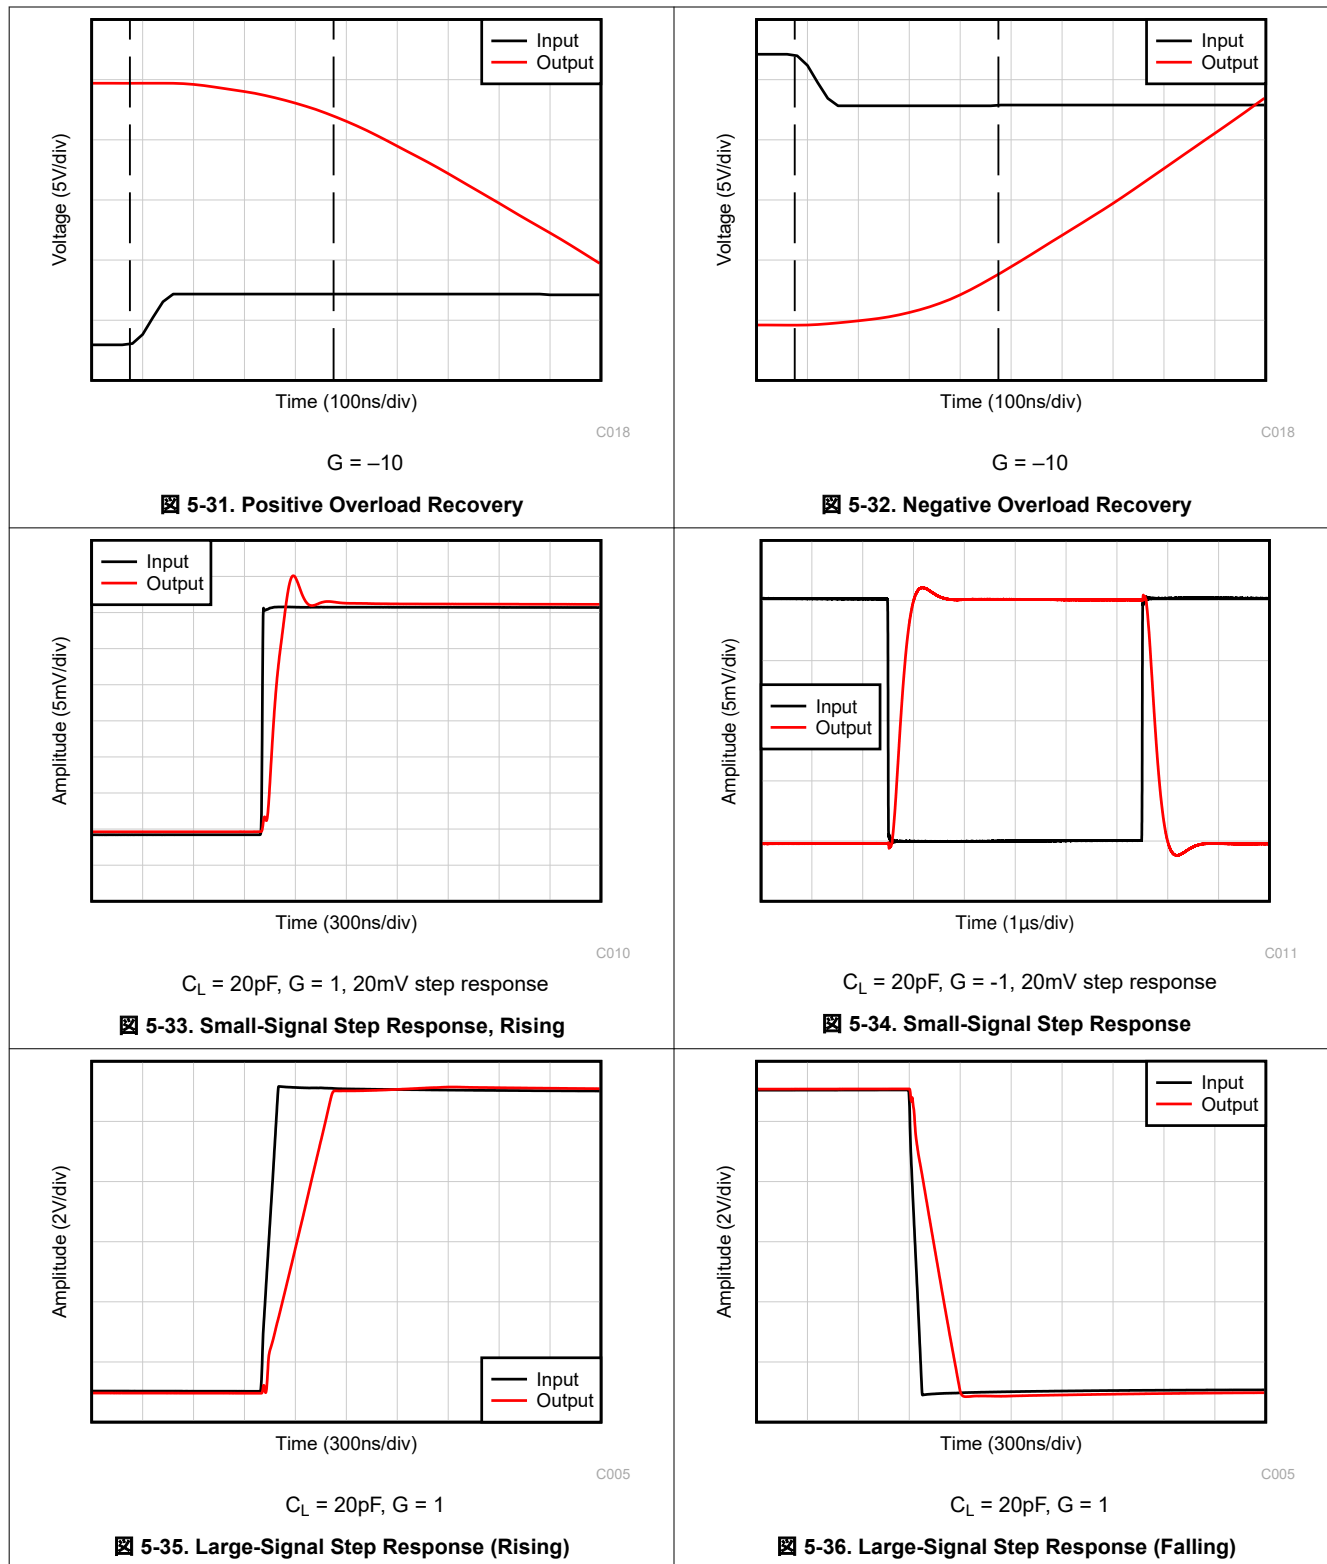 Input
Output
Voltage (5V/div)
Time (100ns/div)
C018
G = –10
図 5-31. Positive Overload Recovery
Input
Output
Voltage (5V/div)
Time (100ns/div)
C018
G = –10
図 5-32. Negative Overload Recovery
Input
Output
Amplitude (5mV/div)
Time (300ns/div)
C010
CL = 20pF, G = 1, 20mV step response
図 5-33. Small-Signal Step Response, Rising
Input
Output
Amplitude (5mV/div)
Time (1μs/div)
C011
CL = 20pF, G = -1, 20mV step response
図 5-34. Small-Signal Step Response
Input
Output
Amplitude (2V/div)
Time (300ns/div)
C005
CL = 20pF, G = 1
図 5-35. Large-Signal Step Response (Rising)
Input
Output
Amplitude (2V/div)
Time (300ns/div)
C005
CL = 20pF, G = 1
図 5-36. Large-Signal Step Response (Falling)